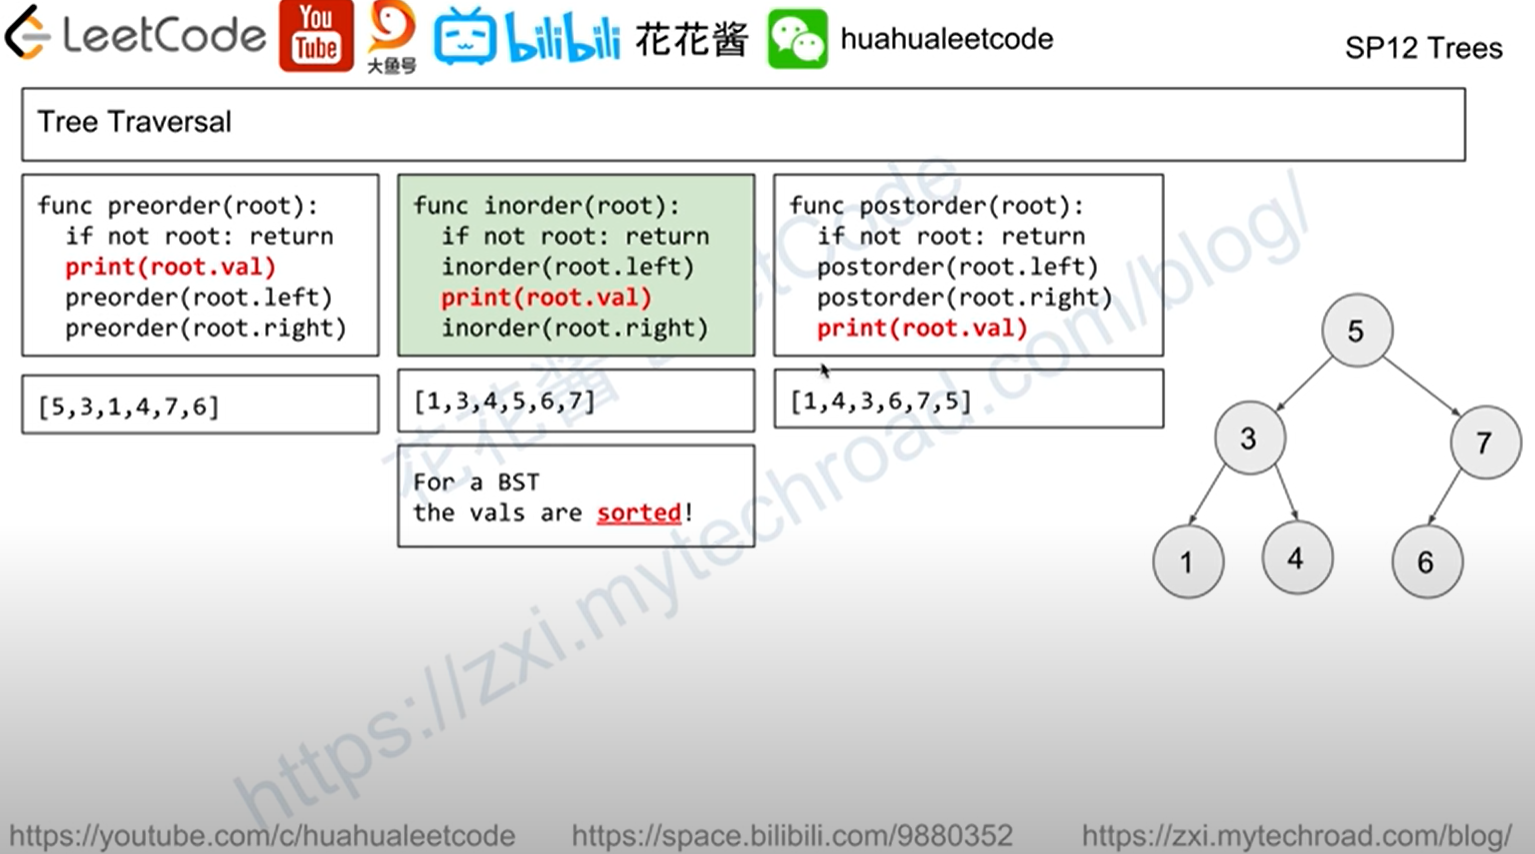 LeetCode
You
Tube
大鱼号
bilibili 花花酱
huahualeetcode
SP12 Trees
Tree Traversal
func preorder(root):
  if not root: return
  print(root.val)
  preorder(root.left)
  preorder(root.right)
[5,3,1,4,7,6]
func inorder(root):
  if not root: return
  inorder(root.left)
  print(root.val)
  inorder(root.right)
[1,3,4,5,6,7]
For a BST
the vals are sorted!
func postorder(root):
  if not root: return
  postorder(root.left)
  postorder(root.right)
  print(root.val)
[1,4,3,6,7,5]
5
3
7
1
4
6
花花酱 LeetCode
https://zxi.mytechroad.com/blog/
https://youtube.com/c/huahualeetcode
https://space.bilibili.com/9880352
https://zxi.mytechroad.com/blog/